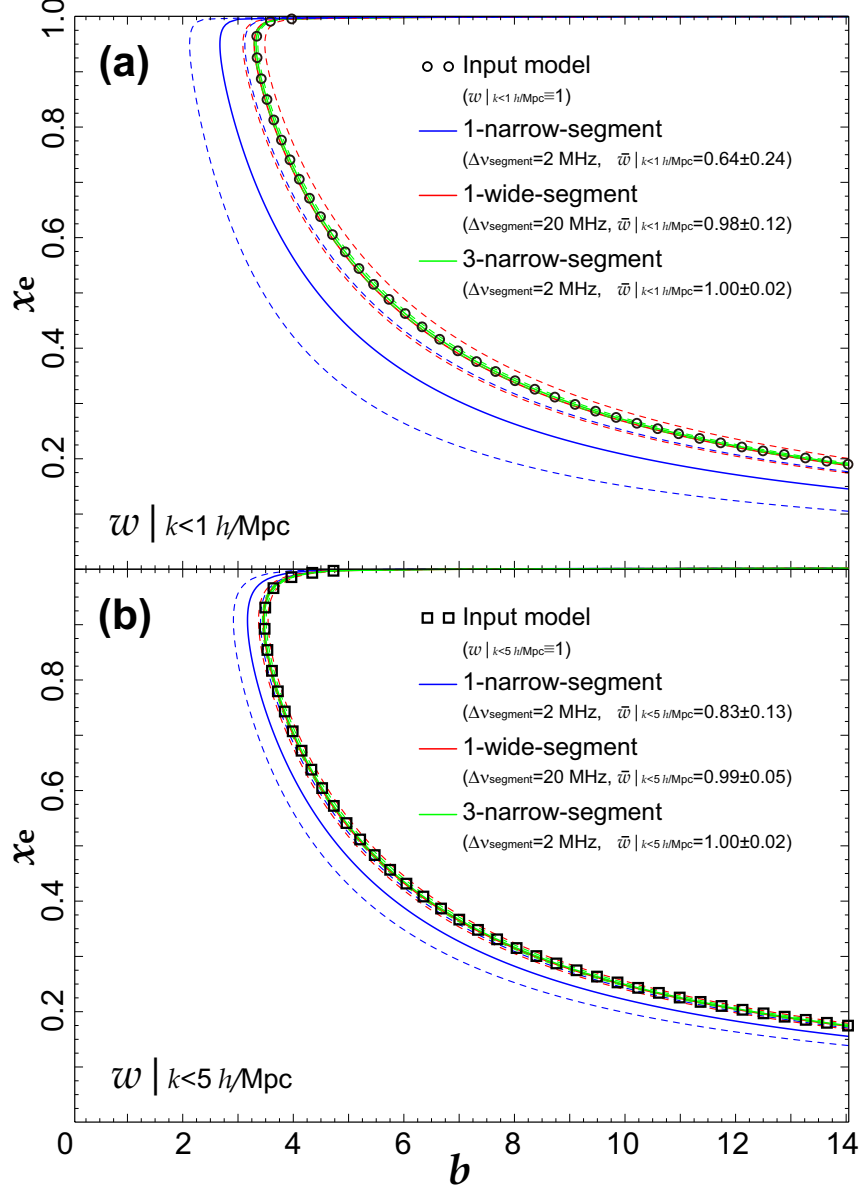 1.0
(a)
Input model
(w|k<1 h/Mpc≡1)
1-narrow-segment
(Δνsegment=2 MHz, w̄|k<1 h/Mpc=0.64±0.24)
1-wide-segment
(Δνsegment=20 MHz, w̄|k<1 h/Mpc=0.98±0.12)
3-narrow-segment
(Δνsegment=2 MHz, w̄|k<1 h/Mpc=1.00±0.02)
0.8
0.6
xe
0.4
0.2
w | k<1 h/Mpc
(b)
Input model
(w|k<5 h/Mpc≡1)
1-narrow-segment
(Δνsegment=2 MHz, w̄|k<5 h/Mpc=0.83±0.13)
1-wide-segment
(Δνsegment=20 MHz, w̄|k<5 h/Mpc=0.99±0.05)
3-narrow-segment
(Δνsegment=2 MHz, w̄|k<5 h/Mpc=1.00±0.02)
0.8
0.6
xe
0.4
0.2
w | k<5 h/Mpc
0 2 4 6 8 10 12 14
b